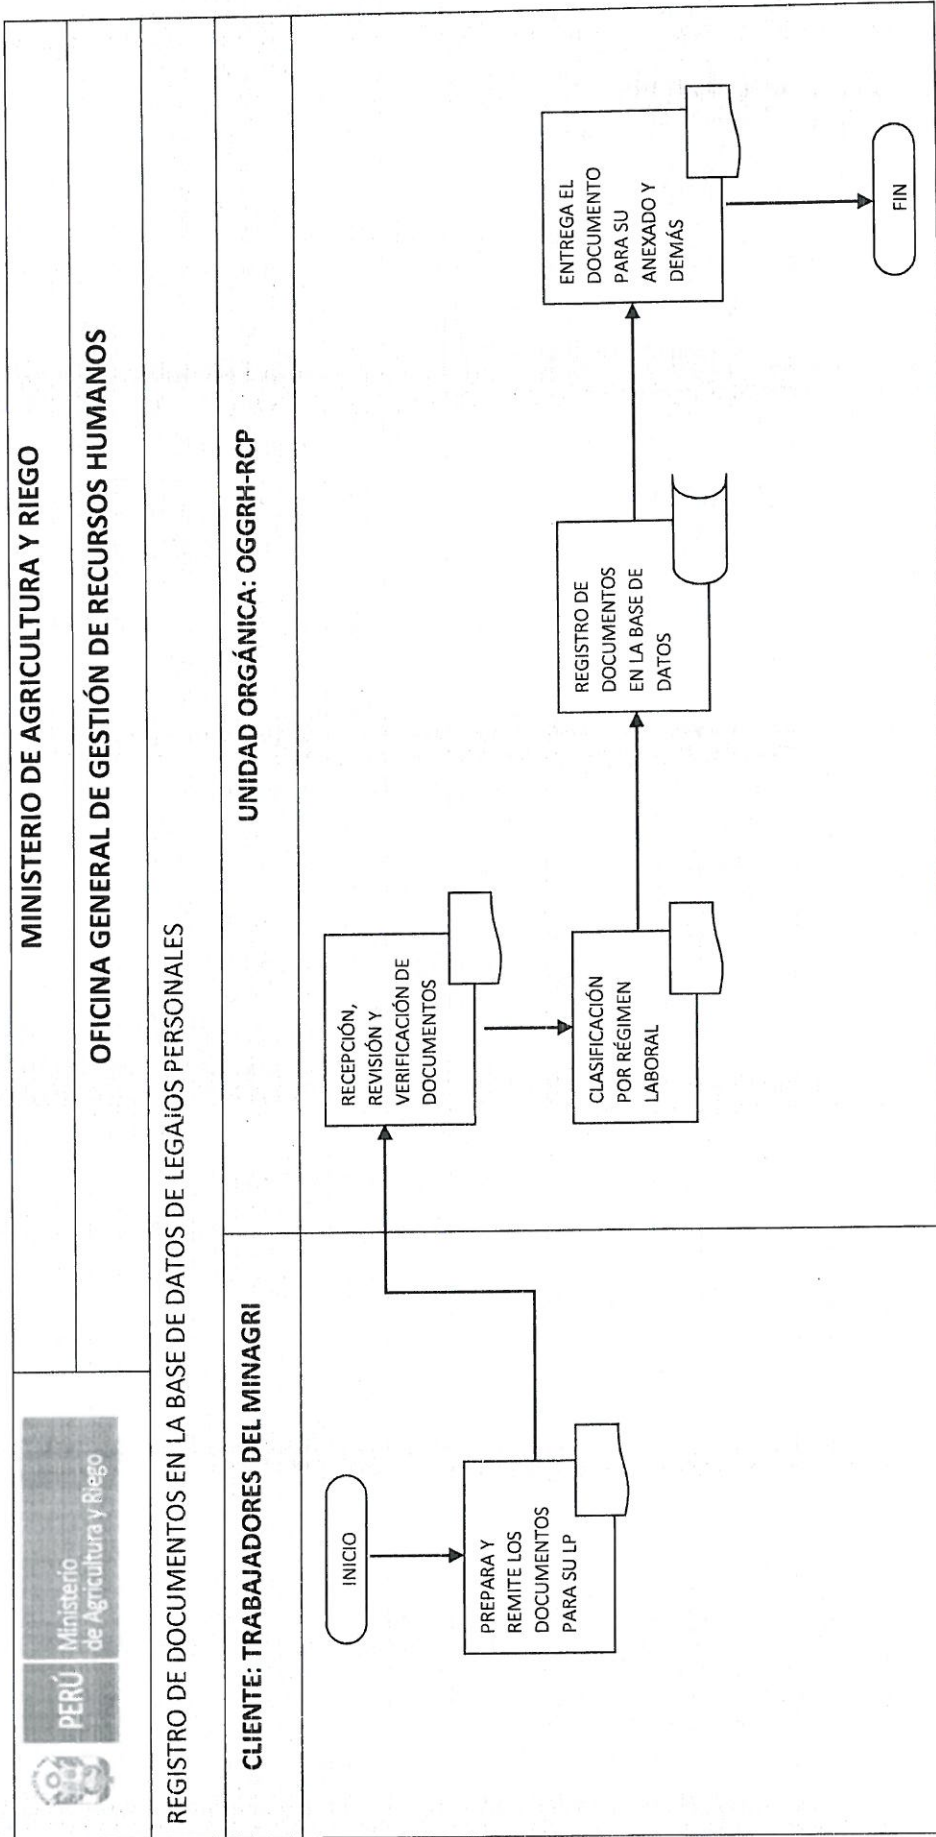 PERÚ
Ministerio
de Agricultura y Riego
MINISTERIO DE AGRICULTURA Y RIEGO
OFICINA GENERAL DE GESTIÓN DE RECURSOS HUMANOS
REGISTRO DE DOCUMENTOS EN LA BASE DE DATOS DE LEGAJOS PERSONALES
CLIENTE: TRABAJADORES DEL MINAGRI
UNIDAD ORGÁNICA: OGGRH-RCP
INICIO
PREPARA Y
REMITE LOS
DOCUMENTOS
PARA SU LP
RECEPCIÓN,
REVISIÓN Y
VERIFICACIÓN DE
DOCUMENTOS
CLASIFICACIÓN
POR RÉGIMEN
LABORAL
REGISTRO DE
DOCUMENTOS
EN LA BASE DE
DATOS
ENTREGA EL
DOCUMENTO
PARA SU
ANEXADO Y
DEMÁS
FIN